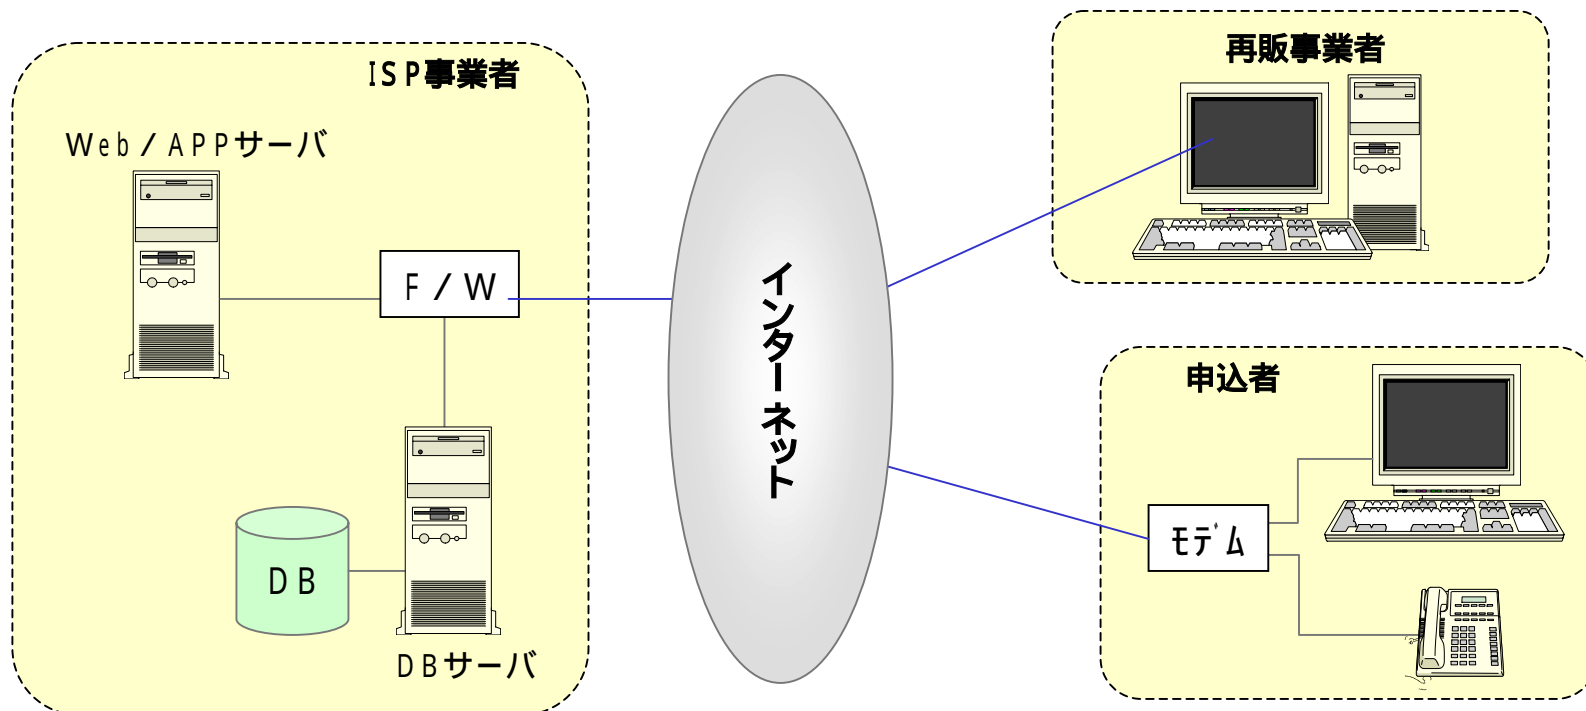 ISP事業者
Web/APPサーバ
F/W
DB
DBサーバ
インターネット
再販事業者
申込者
モデム